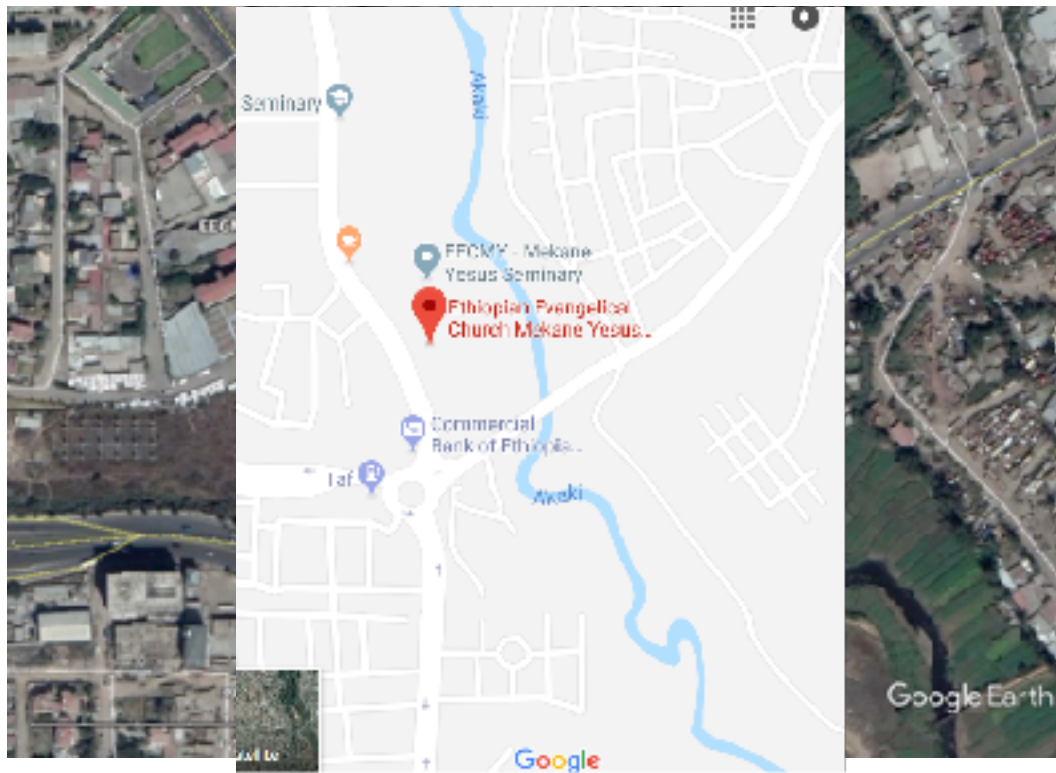 Seminary
Akaki
EECMY - Mekane
Yesus Seminary
Ethiopian Evangelical
Church Mekane Yesus...
Commercial
Bank of Ethiopia...
Taf
Akaki
Google Earth
Google